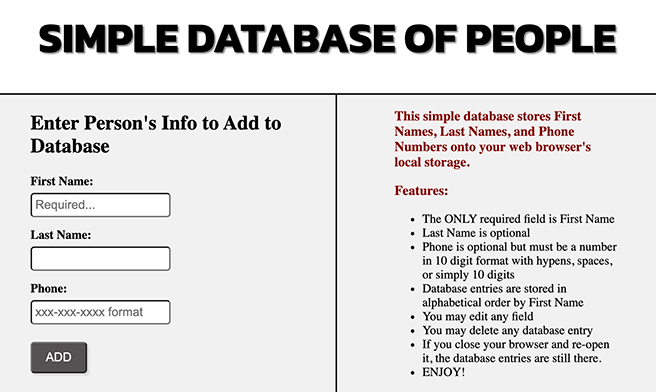 SIMPLE DATABASE OF PEOPLE
Enter Person's Info to Add to
Database
First Name:
Required...
Last Name:
Phone:
xxx-xxx-xxxx format
ADD
This simple database stores First
Names, Last Names, and Phone
Numbers onto your web browser's
local storage.
Features:
• The ONLY required field is First Name
• Last Name is optional
• Phone is optional but must be a number
in 10 digit format with hypens, spaces,
or simply 10 digits
• Database entries are stored in
alphabetical order by First Name
• You may edit any field
• You may delete any database entry
• If you close your browser and re-open
it, the database entries are still there.
• ENJOY!